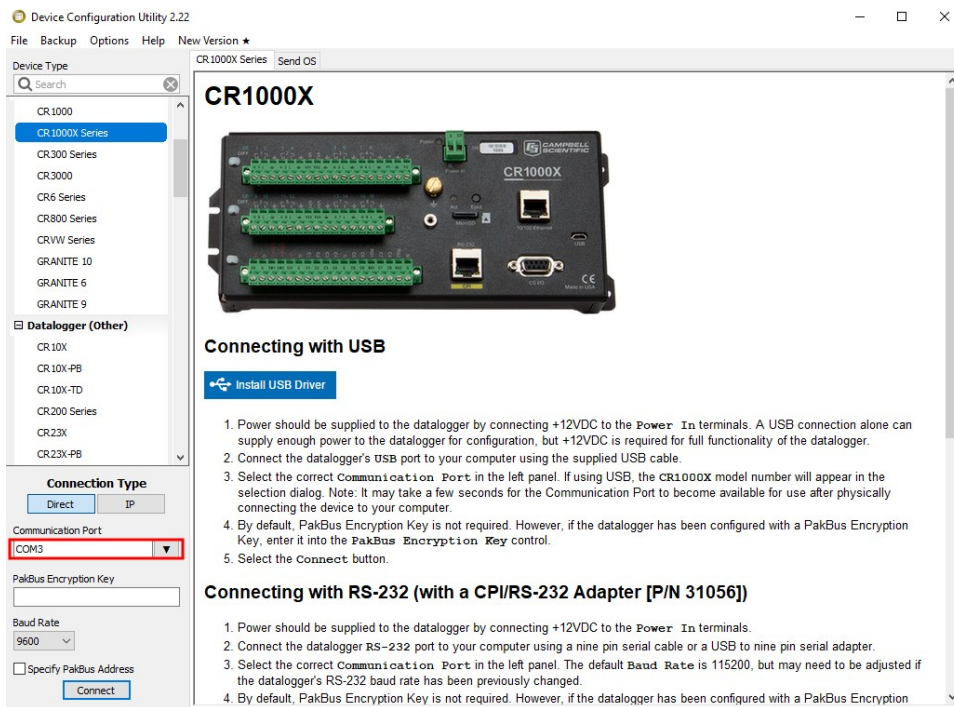 Device Configuration Utility 2.22
File Backup Options Help New Version ★
Device Type
Search
CR1000
CR1000X Series
CR300 Series
CR3000
CR6 Series
CR800 Series
CRVW Series
GRANITE 10
GRANITE 6
GRANITE 9
Datalogger (Other)
CR10X
CR10X-PB
CR10X-TD
CR200 Series
CR23X
CR23X-PB
Connection Type
Direct IP
Communication Port
COM3
PakBus Encryption Key
Baud Rate
9600
Specify PakBus Address
Connect
CR1000X Series Send OS
CR1000X
CAMPBELL
SCIENTIFIC
CR1000X
Power In
10/100 Ethernet
USB
RS-232
CPI
CS I/O
CE
Made in USA
Connecting with USB
Install USB Driver
1. Power should be supplied to the datalogger by connecting +12VDC to the Power In terminals. A USB connection alone can
supply enough power to the datalogger for configuration, but +12VDC is required for full functionality of the datalogger.
2. Connect the datalogger's USB port to your computer using the supplied USB cable.
3. Select the correct Communication Port in the left panel. If using USB, the CR1000X model number will appear in the
selection dialog. Note: It may take a few seconds for the Communication Port to become available for use after physically
connecting the device to your computer.
4. By default, PakBus Encryption Key is not required. However, if the datalogger has been configured with a PakBus Encryption
Key, enter it into the PakBus Encryption Key control.
5. Select the Connect button.
Connecting with RS-232 (with a CPI/RS-232 Adapter [P/N 31056])
1. Power should be supplied to the datalogger by connecting +12VDC to the Power In terminals.
2. Connect the datalogger RS-232 port to your computer using a nine pin serial cable or a USB to nine pin serial adapter.
3. Select the correct Communication Port in the left panel. The default Baud Rate is 115200, but may need to be adjusted if
the datalogger's RS-232 baud rate has been previously changed.
4. By default, PakBus Encryption Key is not required. However, if the datalogger has been configured with a PakBus Encryption